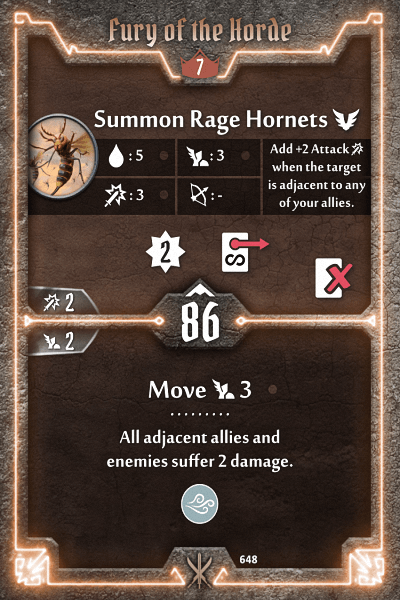 Fury of the Horde
7
Summon Rage Hornets
: 5
: 3
Add +2 Attack
when the target
is adjacent to any
of your allies.
: 3
: -
2
S
2
86
2
Move 3
All adjacent allies and
enemies suffer 2 damage.
648